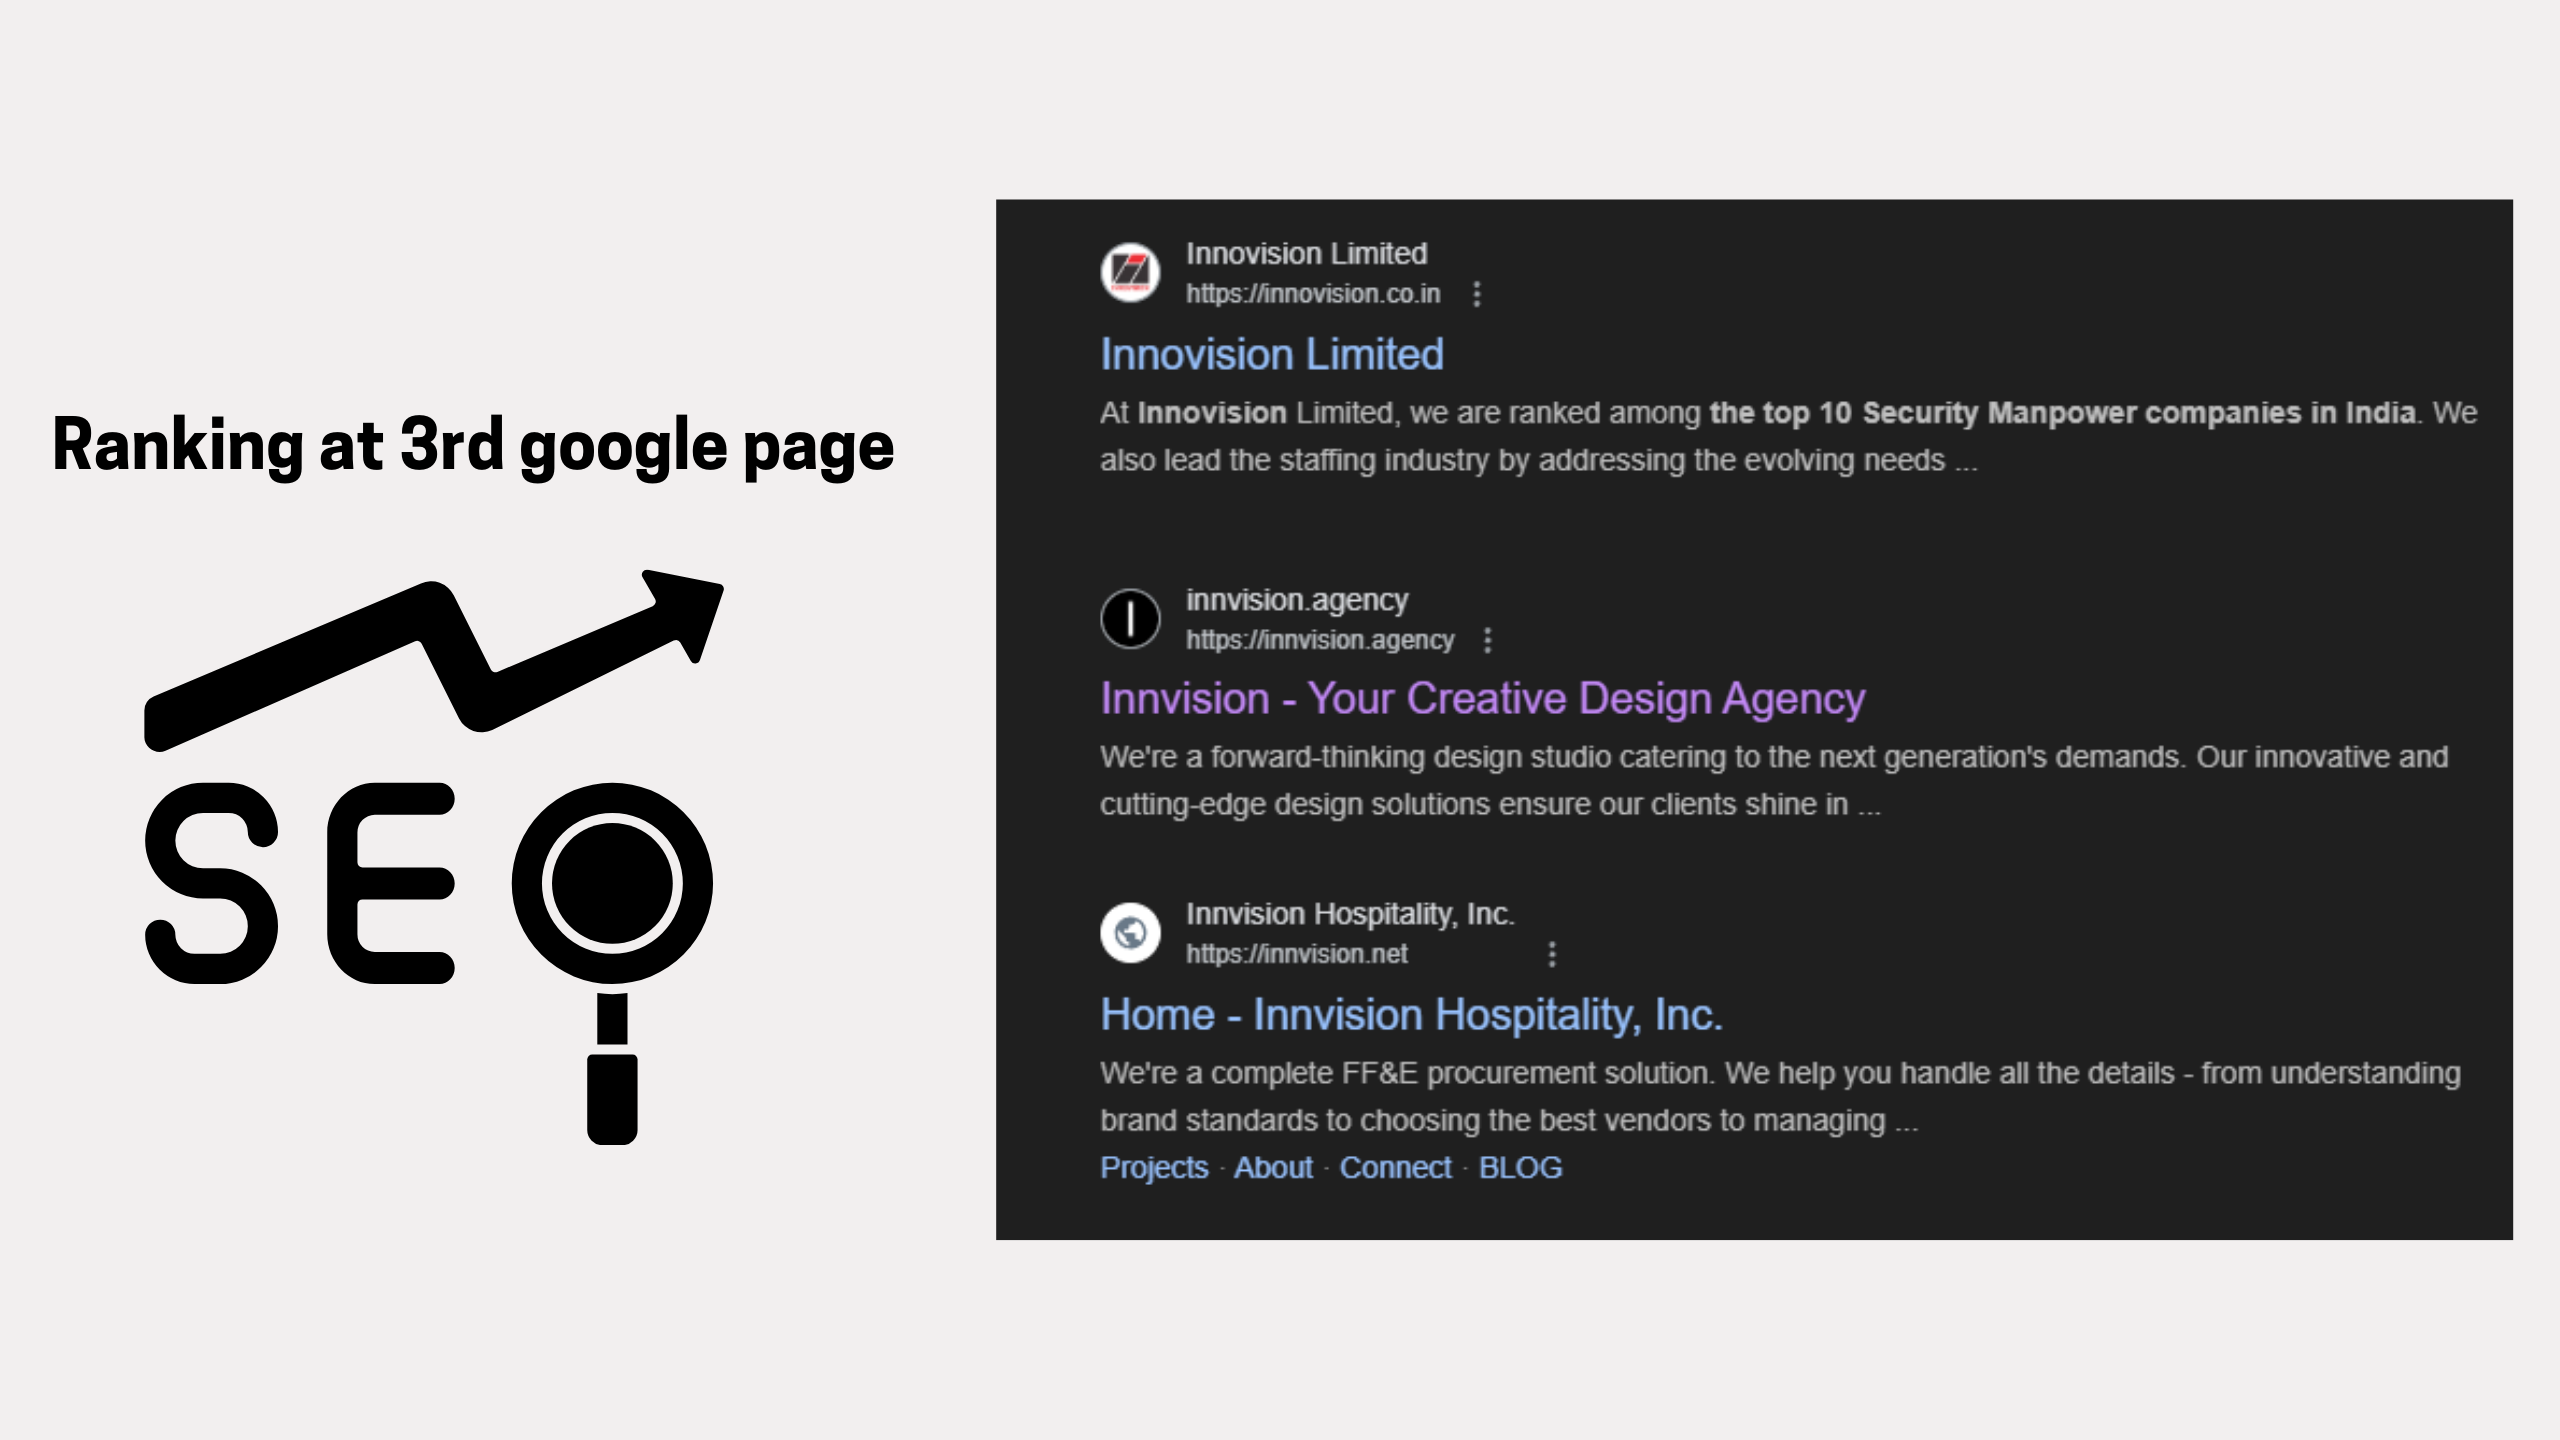 Ranking at 3rd google page
SEO
Innovision Limited
https://innovision.co.in
Innovision Limited
At Innovision Limited, we are ranked among the top 10 Security Manpower companies in India. We
also lead the staffing industry by addressing the evolving needs ...
innvision.agency
https://innvision.agency
Innvision - Your Creative Design Agency
We're a forward-thinking design studio catering to the next generation's demands. Our innovative and
cutting-edge design solutions ensure our clients shine in ...
Innvision Hospitality, Inc.
https://innvision.net
Home - Innvision Hospitality, Inc.
We're a complete FF&E procurement solution. We help you handle all the details - from understanding
brand standards to choosing the best vendors to managing ...
Projects · About · Connect · BLOG